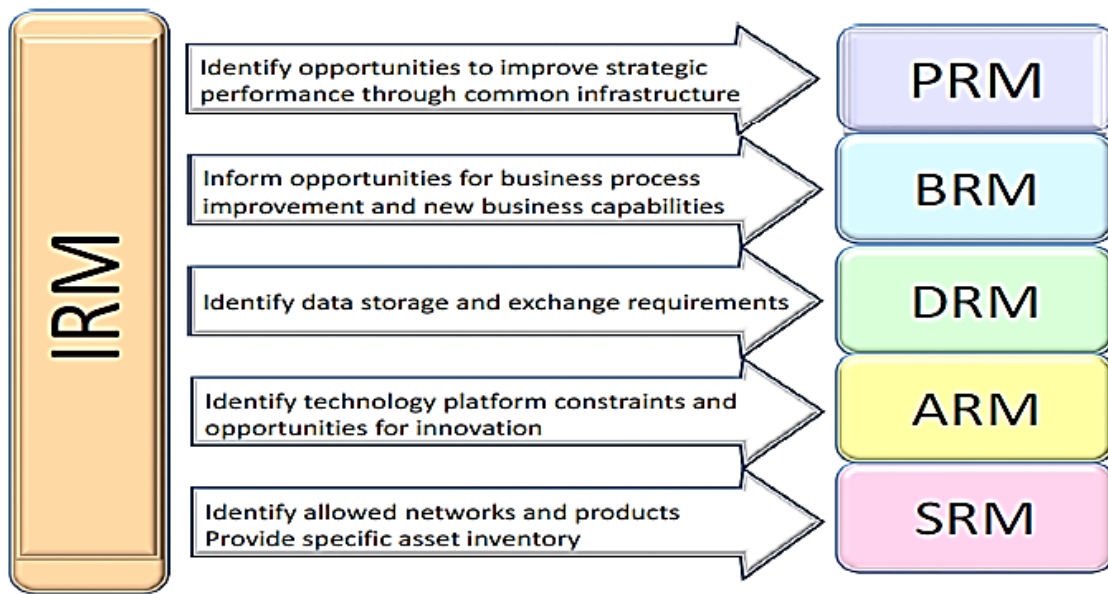 IRM
Identify opportunities to improve strategic
performance through common infrastructure
PRM
Inform opportunities for business process
improvement and new business capabilities
BRM
Identify data storage and exchange requirements
DRM
Identify technology platform constraints and
opportunities for innovation
ARM
Identify allowed networks and products
Provide specific asset inventory
SRM